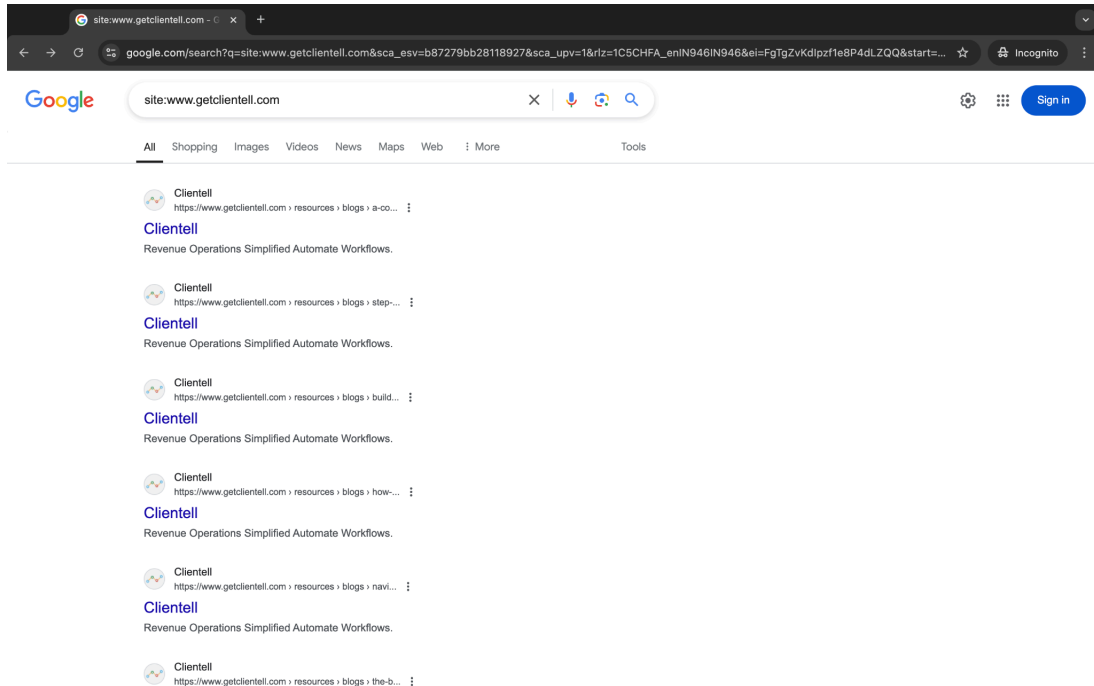 site:www.getclientell.com - G
google.com/search?q=site:www.getclientell.com&sca_esv=b87279bb28118927&sca_upv=1&rlz=1C5CHFA_enIN946IN946&ei=FgTgZvKdIpzf1e8P4dLZQQ&start=... Incognito
Google site:www.getclientell.com Sign in
All Shopping Images Videos News Maps Web More Tools
Clientell
https://www.getclientell.com › resources › blogs › a-co...
Clientell
Revenue Operations Simplified Automate Workflows.
Clientell
https://www.getclientell.com › resources › blogs › step-...
Clientell
Revenue Operations Simplified Automate Workflows.
Clientell
https://www.getclientell.com › resources › blogs › build...
Clientell
Revenue Operations Simplified Automate Workflows.
Clientell
https://www.getclientell.com › resources › blogs › how-...
Clientell
Revenue Operations Simplified Automate Workflows.
Clientell
https://www.getclientell.com › resources › blogs › navi...
Clientell
Revenue Operations Simplified Automate Workflows.
Clientell
https://www.getclientell.com › resources › blogs › the-b...